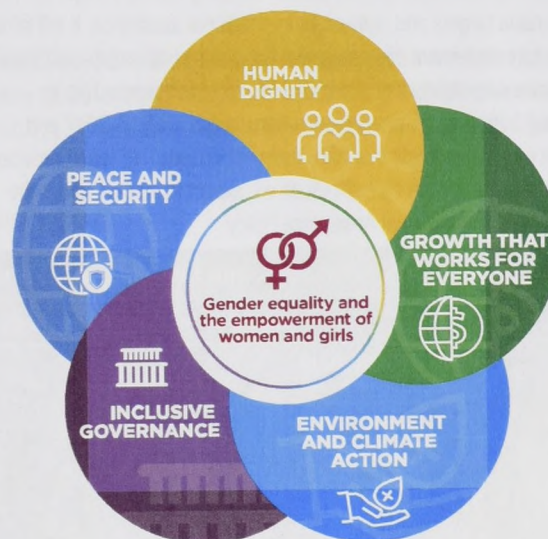 HUMAN
DIGNITY
PEACE AND
SECURITY
GROWTH THAT
WORKS FOR
EVERYONE
Gender equality and
the empowerment of
women and girls
INCLUSIVE
GOVERNANCE
ENVIRONMENT
AND CLIMATE
ACTION